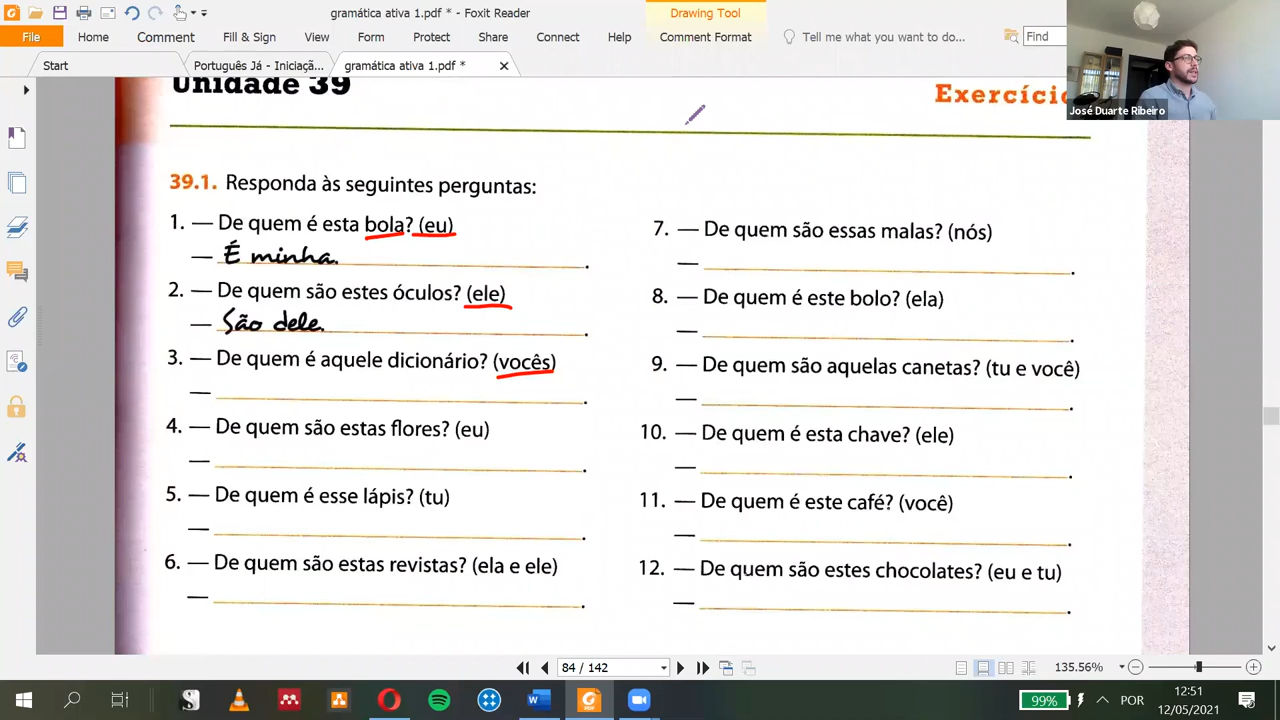 gramática ativa 1.pdf * - Foxit Reader
gramática ativa 1.pdf * - Foxit Reader
Drawing Tool
File
Home
Comment
Fill & Sign
View
Form
Protect
Share
Connect
Help
Comment Format
Tell me what you want to do...
Find
Start
Português Já - Iniciaçã...
gramática ativa 1.pdf *
José Duarte Ribeiro
Unidade 39
Exercício
39.1. Responda às seguintes perguntas:
1. — De quem é esta bola? (eu)
— É minha.
2. — De quem são estes óculos? (ele)
— São dele.
3. — De quem é aquele dicionário? (vocês)
—
4. — De quem são estas flores? (eu)
—
5. — De quem é esse lápis? (tu)
—
6. — De quem são estas revistas? (ela e ele)
—
7. — De quem são essas malas? (nós)
—
8. — De quem é este bolo? (ela)
—
9. — De quem são aquelas canetas? (tu e você)
—
10. — De quem é esta chave? (ele)
—
11. — De quem é este café? (você)
—
12. — De quem são estes chocolates? (eu e tu)
—
84 / 142
135.56%
99%
POR
12:51
12/05/2021